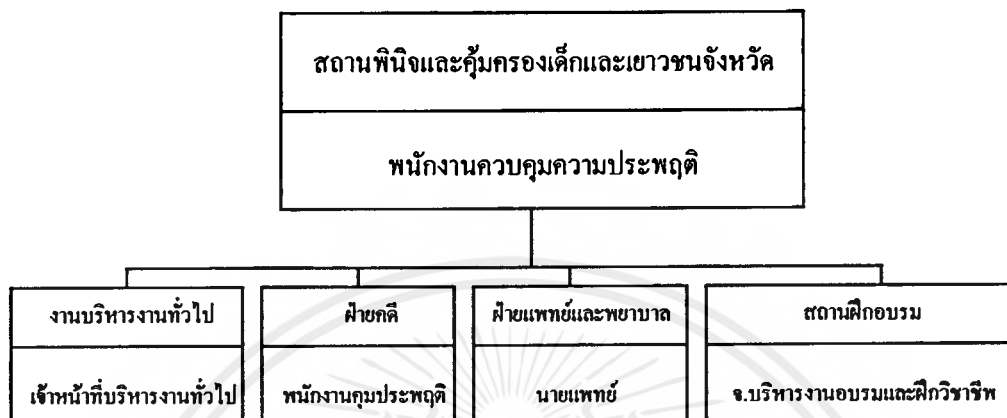 สถานพินิจและคุ้มครองเด็กและเยาวชนจังหวัด
พนักงานควบคุมความประพฤติ
งานบริหารงานทั่วไป
ฝ่ายคดี
ฝ่ายแพทย์และพยาบาล
สถานฝึกอบรม
เจ้าหน้าที่บริหารงานทั่วไป
พนักงานคุมประพฤติ
นายแพทย์
จ.บริหารงานอบรมและฝึกวิชาชีพ